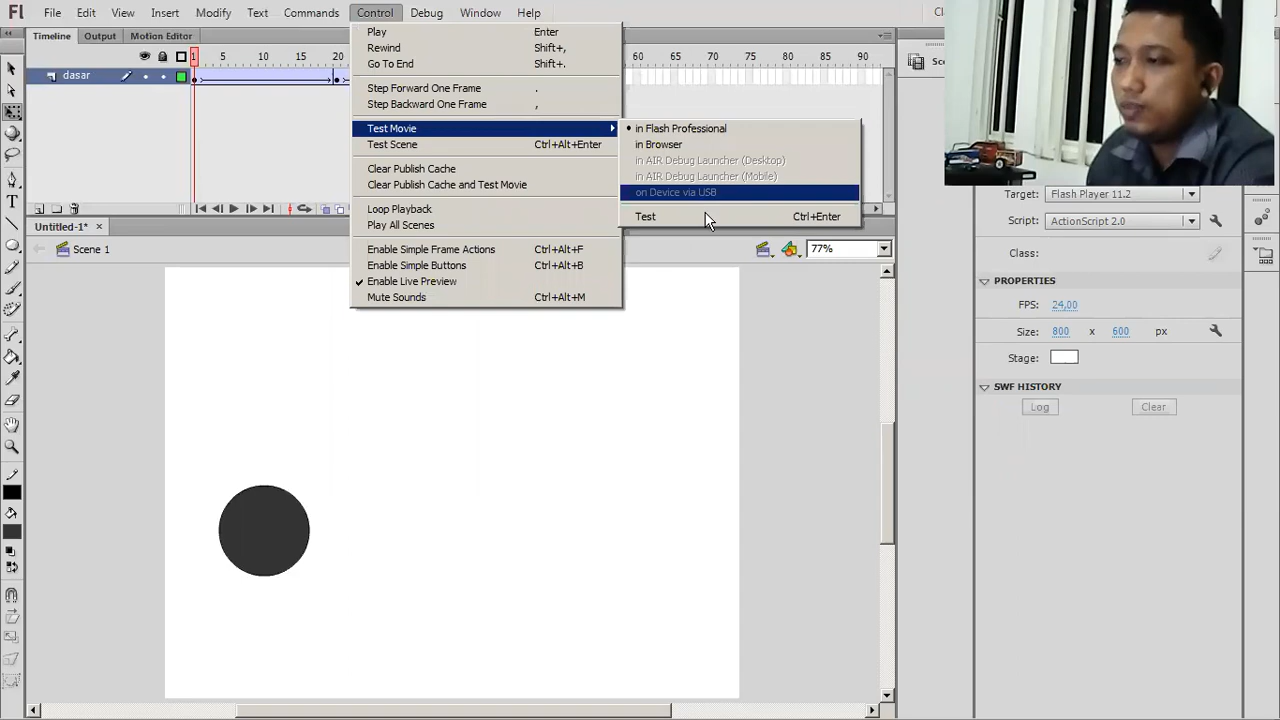 Fl File Edit View Insert Modify Text Commands Control Debug Window Help
Timeline Output Motion Editor
1 5 10 15 20 60 65 70 75 80 85 90
dasar
Play Enter
Rewind Shift+,
Go To End Shift+.
Step Forward One Frame .
Step Backward One Frame ,
Test Movie
Test Scene Ctrl+Alt+Enter
Clear Publish Cache
Clear Publish Cache and Test Movie
Loop Playback
Play All Scenes
Enable Simple Frame Actions Ctrl+Alt+F
Enable Simple Buttons Ctrl+Alt+B
Enable Live Preview
Mute Sounds Ctrl+Alt+M
in Flash Professional
in Browser
in AIR Debug Launcher (Desktop)
in AIR Debug Launcher (Mobile)
on Device via USB
Test Ctrl+Enter
Untitled-1*
Scene 1
77%
Target: Flash Player 11.2
Script: ActionScript 2.0
Class:
PROPERTIES
FPS: 24,00
Size: 800 x 600 px
Stage:
SWF HISTORY
Log Clear